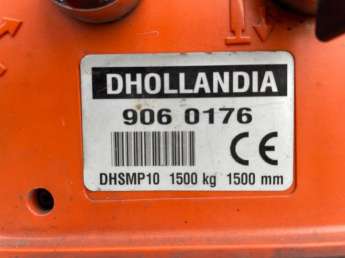 DHOLLANDIA
906 0176
CE
DHSMP10 1500 kg 1500 mm